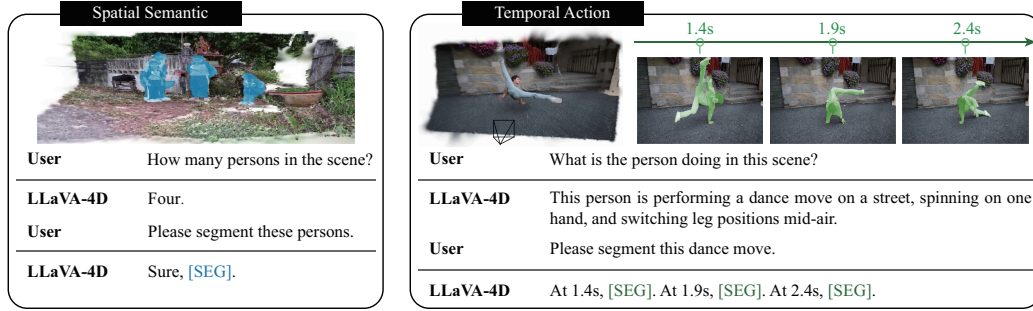 Spatial Semantic
User How many persons in the scene?
LLaVA-4D Four.
User Please segment these persons.
LLaVA-4D Sure, [SEG].
Temporal Action
1.4s 1.9s 2.4s
User What is the person doing in this scene?
LLaVA-4D This person is performing a dance move on a street, spinning on one
hand, and switching leg positions mid-air.
User Please segment this dance move.
LLaVA-4D At 1.4s, [SEG]. At 1.9s, [SEG]. At 2.4s, [SEG].